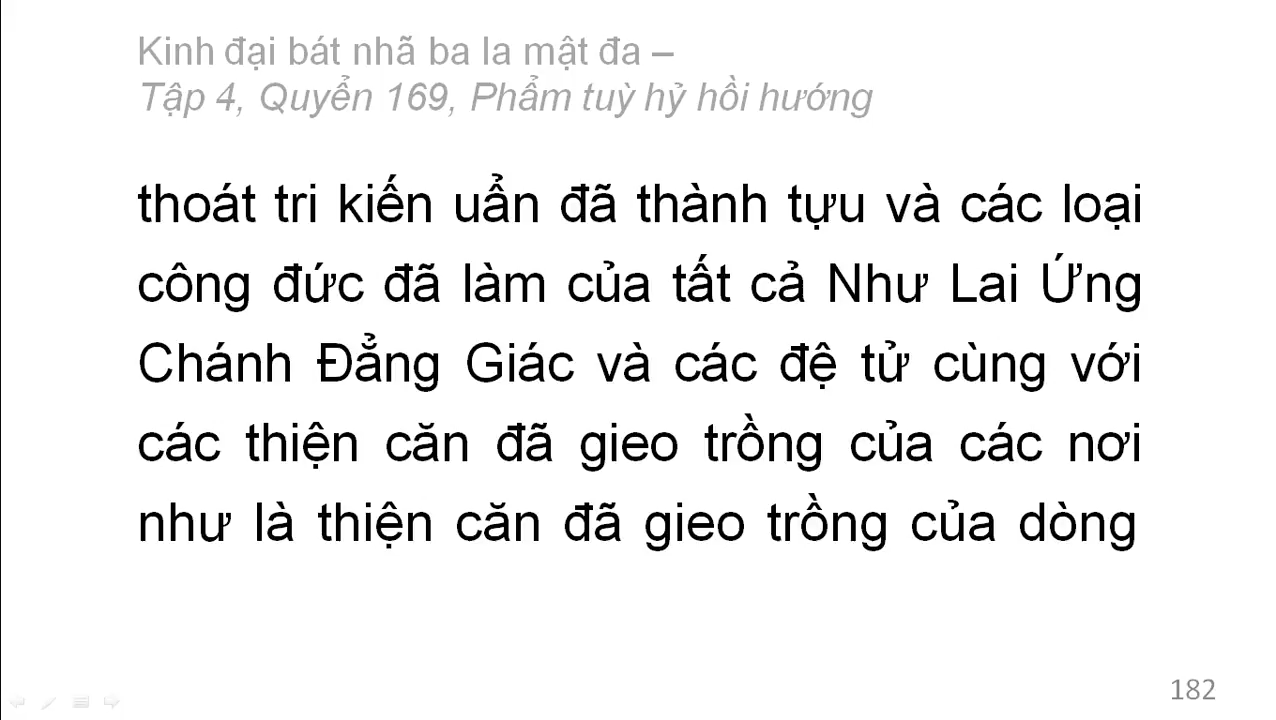 Kinh đại bát nhã ba la mật đa –
Tập 4, Quyển 169, Phẩm tuỳ hỷ hồi hướng
thoát tri kiến uẩn đã thành tựu và các loại
công đức đã làm của tất cả Như Lai Ứng
Chánh Đẳng Giác và các đệ tử cùng với
các thiện căn đã gieo trồng của các nơi
như là thiện căn đã gieo trồng của dòng
182